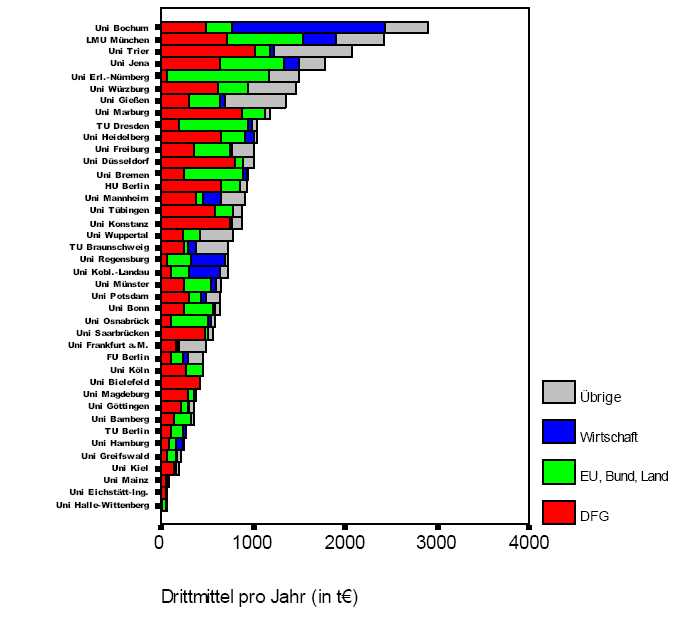 Uni Bochum
LMU München
Uni Trier
Uni Jena
Uni Erl.-Nürnberg
Uni Würzburg
Uni Gießen
Uni Marburg
TU Dresden
Uni Heidelberg
Uni Freiburg
Uni Düsseldorf
Uni Bremen
HU Berlin
Uni Mannheim
Uni Tübingen
Uni Konstanz
Uni Wuppertal
TU Braunschweig
Uni Regensburg
Uni Kobl.-Landau
Uni Münster
Uni Potsdam
Uni Bonn
Uni Osnabrück
Uni Saarbrücken
Uni Frankfurt a.M.
FU Berlin
Uni Köln
Uni Bielefeld
Uni Magdeburg
Uni Göttingen
Uni Bamberg
TU Berlin
Uni Hamburg
Uni Greifswald
Uni Kiel
Uni Mainz
Uni Eichstätt-Ing.
Uni Halle-Wittenberg
0 1000 2000 3000 4000
Drittmittel pro Jahr (in t€)
Übrige
Wirtschaft
EU, Bund, Land
DFG